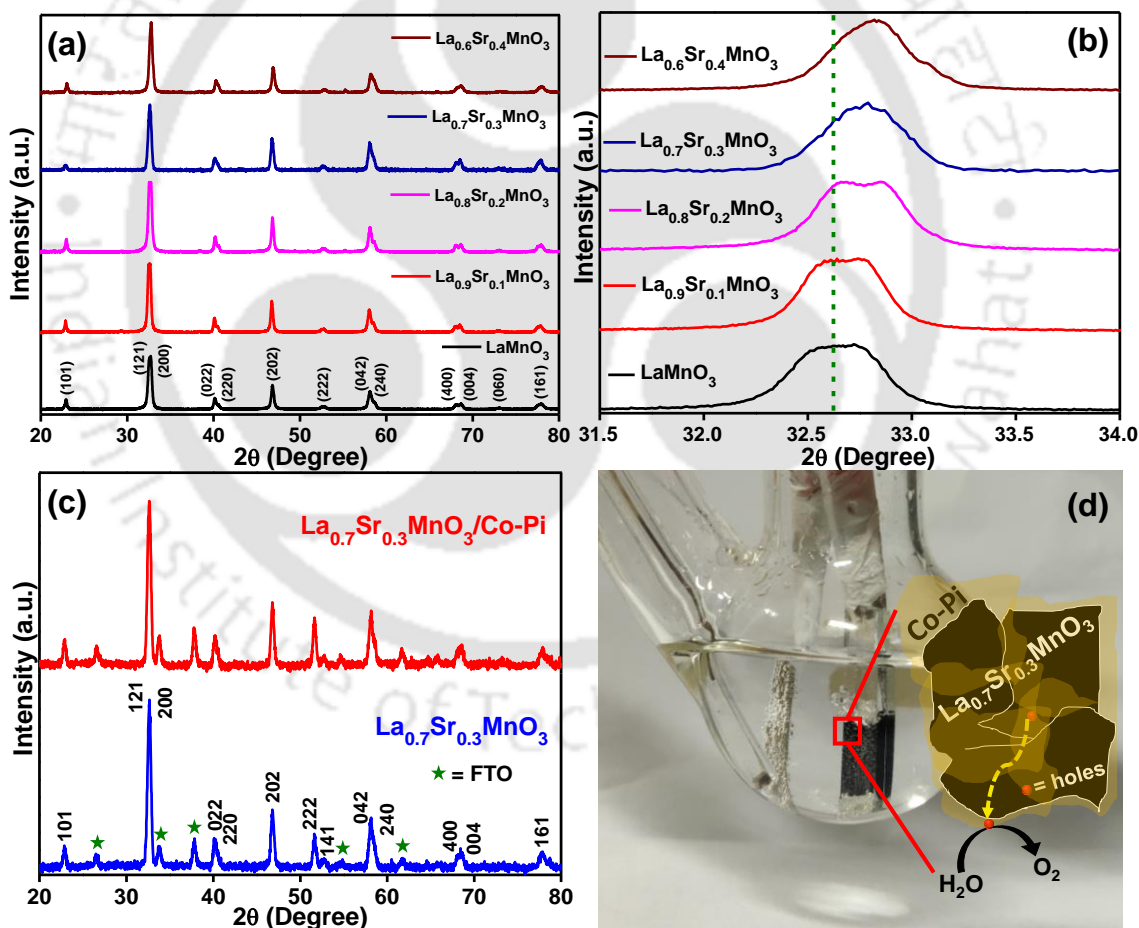 (a)
La0.6Sr0.4MnO3
La0.7Sr0.3MnO3
La0.8Sr0.2MnO3
La0.9Sr0.1MnO3
LaMnO3
(101)
(121)
(200)
(022)
(220)
(202)
(222)
(042)
(240)
(400)
(004)
(060)
(161)
Intensity (a.u.)
20 30 40 50 60 70 80
2θ (Degree)
(b)
La0.6Sr0.4MnO3
La0.7Sr0.3MnO3
La0.8Sr0.2MnO3
La0.9Sr0.1MnO3
LaMnO3
Intensity (a.u.)
31.5 32.0 32.5 33.0 33.5 34.0
2θ (Degree)
(c)
La0.7Sr0.3MnO3/Co-Pi
La0.7Sr0.3MnO3
★ = FTO
101
121
200
022
220
202
222
141
042
240
400
004
161
Intensity (a.u.)
20 30 40 50 60 70 80
2θ (Degree)
(d)
Co-Pi
La0.7Sr0.3MnO3
= holes
H2O
O2
Indian Institute of Tec
wahati